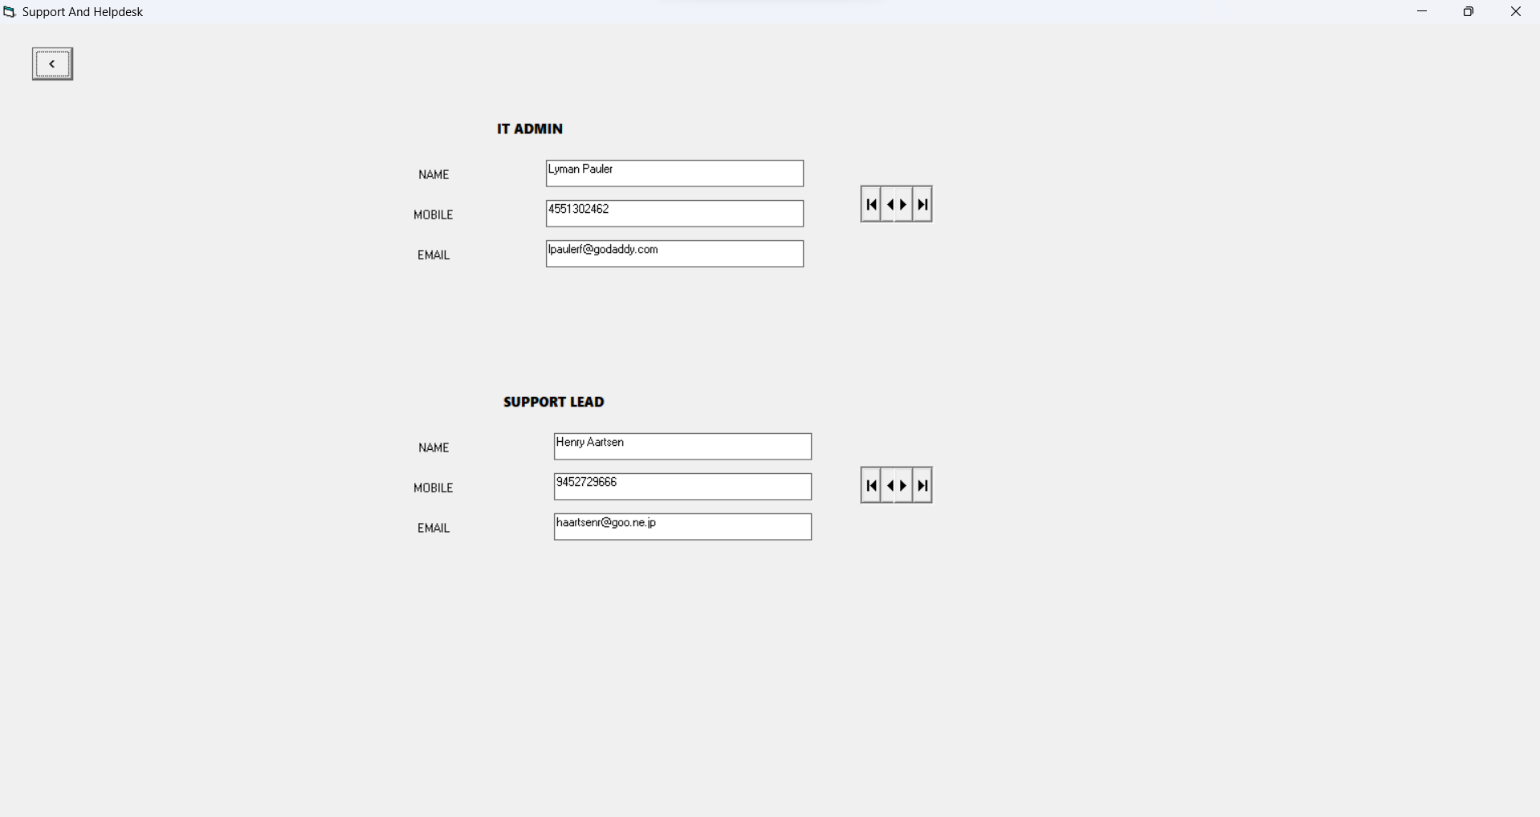 Support And Helpdesk
<
IT ADMIN
NAME Lyman Pauler
MOBILE 4551302462
EMAIL lpaulerf@godaddy.com
SUPPORT LEAD
NAME Henry Aartsen
MOBILE 9452729666
EMAIL haartsenr@goo.ne.jp